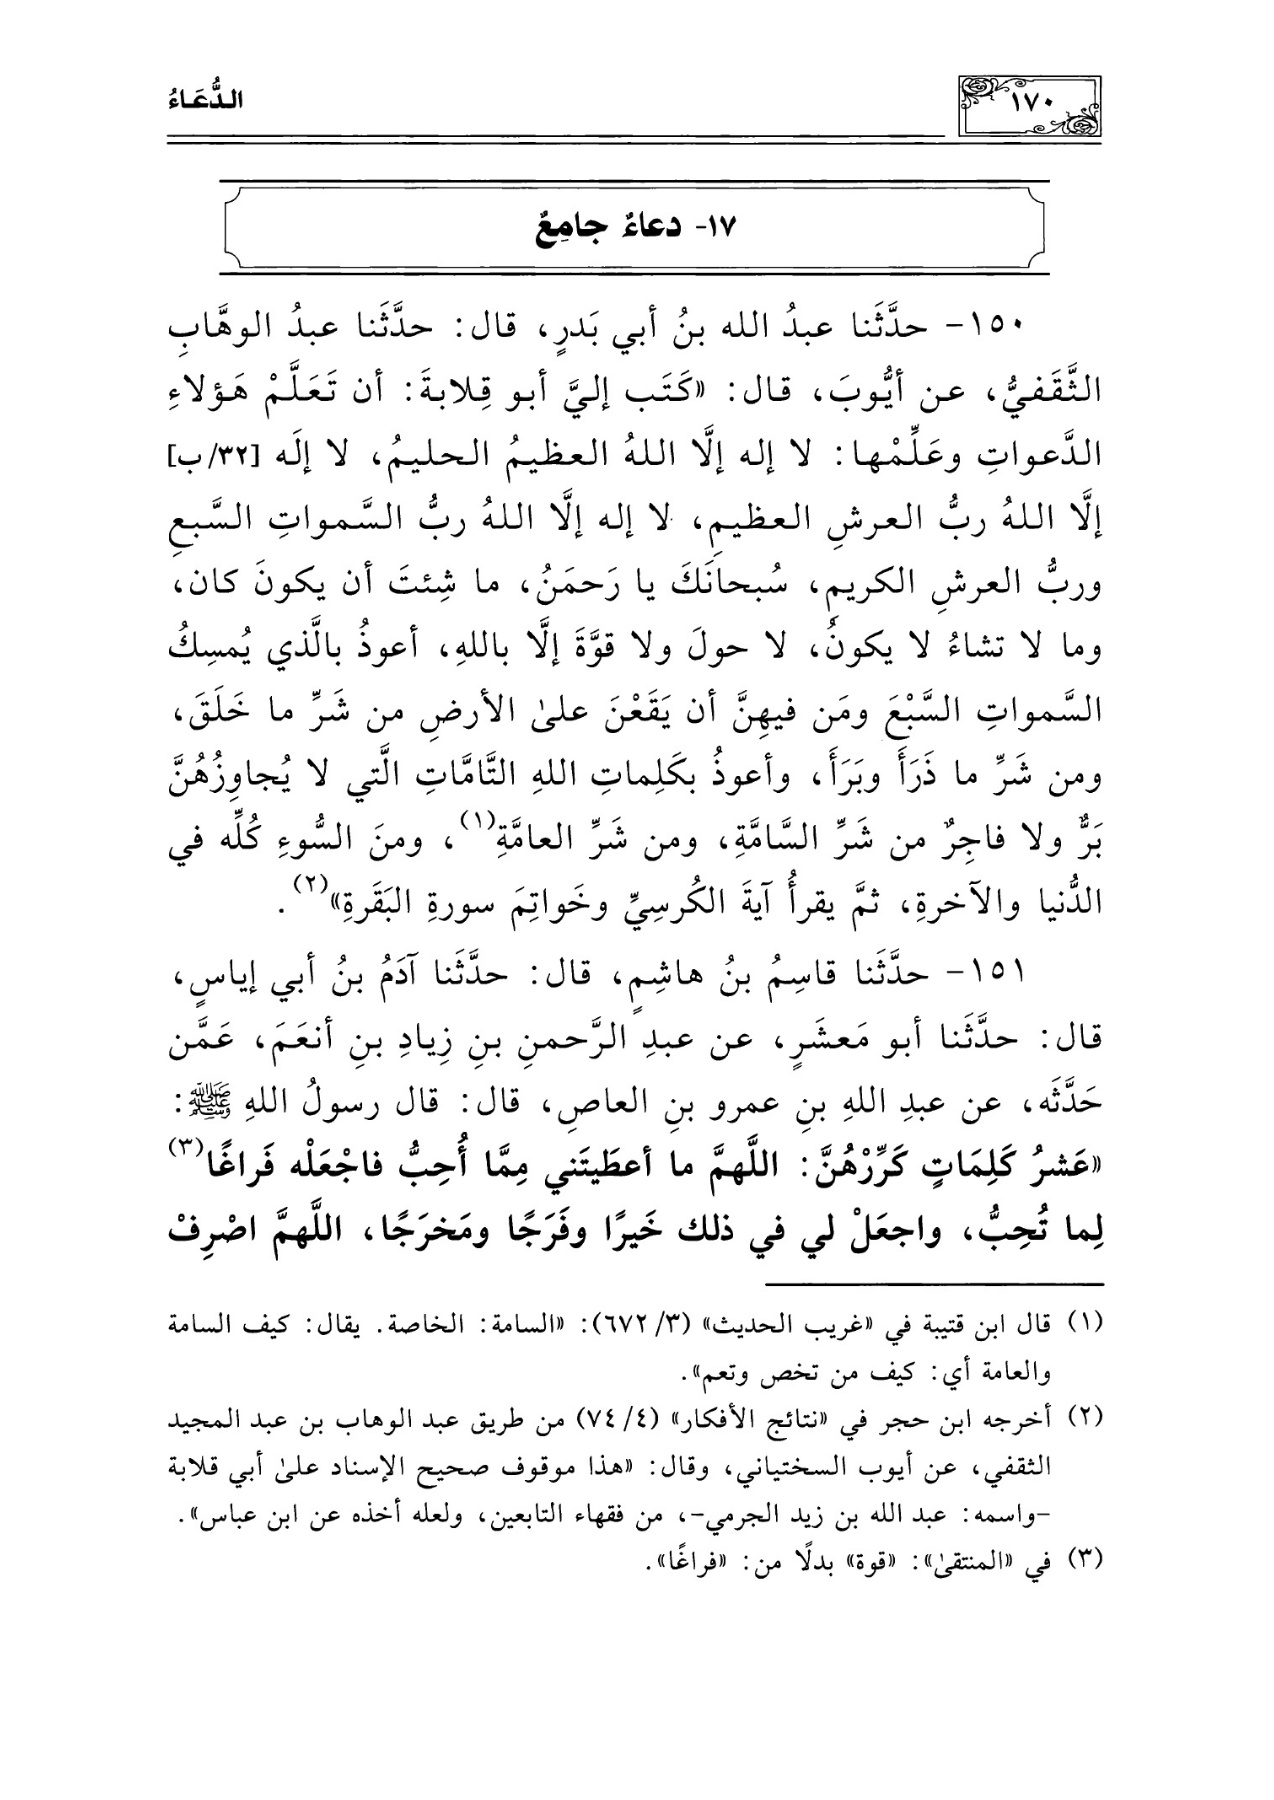 ١٧٠
الدُّعَاءُ
١٧- دعاءٌ جامِعٌ
١٥٠- حدَّثَنا عبدُ الله بنُ أبي بَدرٍ، قال: حدَّثَنا عبدُ الوهَّابِ
الثَّقَفيُّ، عن أيُّوبَ، قال: «كَتَب إليَّ أبو قِلابةَ: أن تَعَلَّمْ هَؤلاءِ
الدَّعواتِ وعَلِّمْها: لا إله إلَّا اللهُ العظيمُ الحليمُ، لا إلَه [٣٢/ب]
إلَّا اللهُ ربُّ العرشِ العظيمِ، لا إله إلَّا اللهُ ربُّ السَّمواتِ السَّبعِ
وربُّ العرشِ الكريمِ، سُبحانَكَ يا رَحمَنُ، ما شِئتَ أن يكونَ كان،
وما لا تشاءُ لا يكونُ، لا حولَ ولا قوَّةَ إلَّا باللهِ، أعوذُ بالَّذي يُمسِكُ
السَّمواتِ السَّبْعَ ومَن فيهِنَّ أن يَقَعْنَ علىٰ الأرضِ من شَرِّ ما خَلَقَ،
ومن شَرِّ ما ذَرَأَ وبَرَأَ، وأعوذُ بكَلِماتِ اللهِ التَّامَّاتِ الَّتي لا يُجاوِزُهُنَّ
بَرٌّ ولا فاجِرٌ من شَرِّ السَّامَّةِ، ومن شَرِّ العامَّةِ(١)، ومنَ السُّوءِ كُلِّه في
الدُّنيا والآخرةِ، ثمَّ يقرأُ آيةَ الكُرسِيِّ وخَواتِمَ سورةِ البَقَرةِ»(٢).
١٥١- حدَّثَنا قاسِمُ بنُ هاشِمٍ، قال: حدَّثَنا آدَمُ بنُ أبي إياسٍ،
قال: حدَّثَنا أبو مَعشَرٍ، عن عبدِ الرَّحمنِ بنِ زِيادِ بنِ أنعَمَ، عَمَّن
حَدَّثَه، عن عبدِ اللهِ بنِ عمرو بنِ العاصِ، قال: قال رسولُ اللهِ ﷺ:
«عَشرُ كَلِمَاتٍ كَرِّرْهُنَّ: اللَّهمَّ ما أعطَيتَني مِمَّا أُحِبُّ فاجْعَلْه فَراغًا(٣)
لِما تُحِبُّ، واجعَلْ لي في ذلك خَيرًا وفَرَجًا ومَخرَجًا، اللَّهمَّ اصْرِفْ
(١) قال ابن قتيبة في «غريب الحديث» (٣/ ٦٧٢): «السامة: الخاصة. يقال: كيف السامة
والعامة أي: كيف من تخص وتعم».
(٢) أخرجه ابن حجر في «نتائج الأفكار» (٤/ ٧٤) من طريق عبد الوهاب بن عبد المجيد
الثقفي، عن أيوب السختياني، وقال: «هذا موقوف صحيح الإسناد علىٰ أبي قلابة
-واسمه: عبد الله بن زيد الجرمي-، من فقهاء التابعين، ولعله أخذه عن ابن عباس».
(٣) في «المنتقىٰ»: «قوة» بدلًا من: «فراغًا».